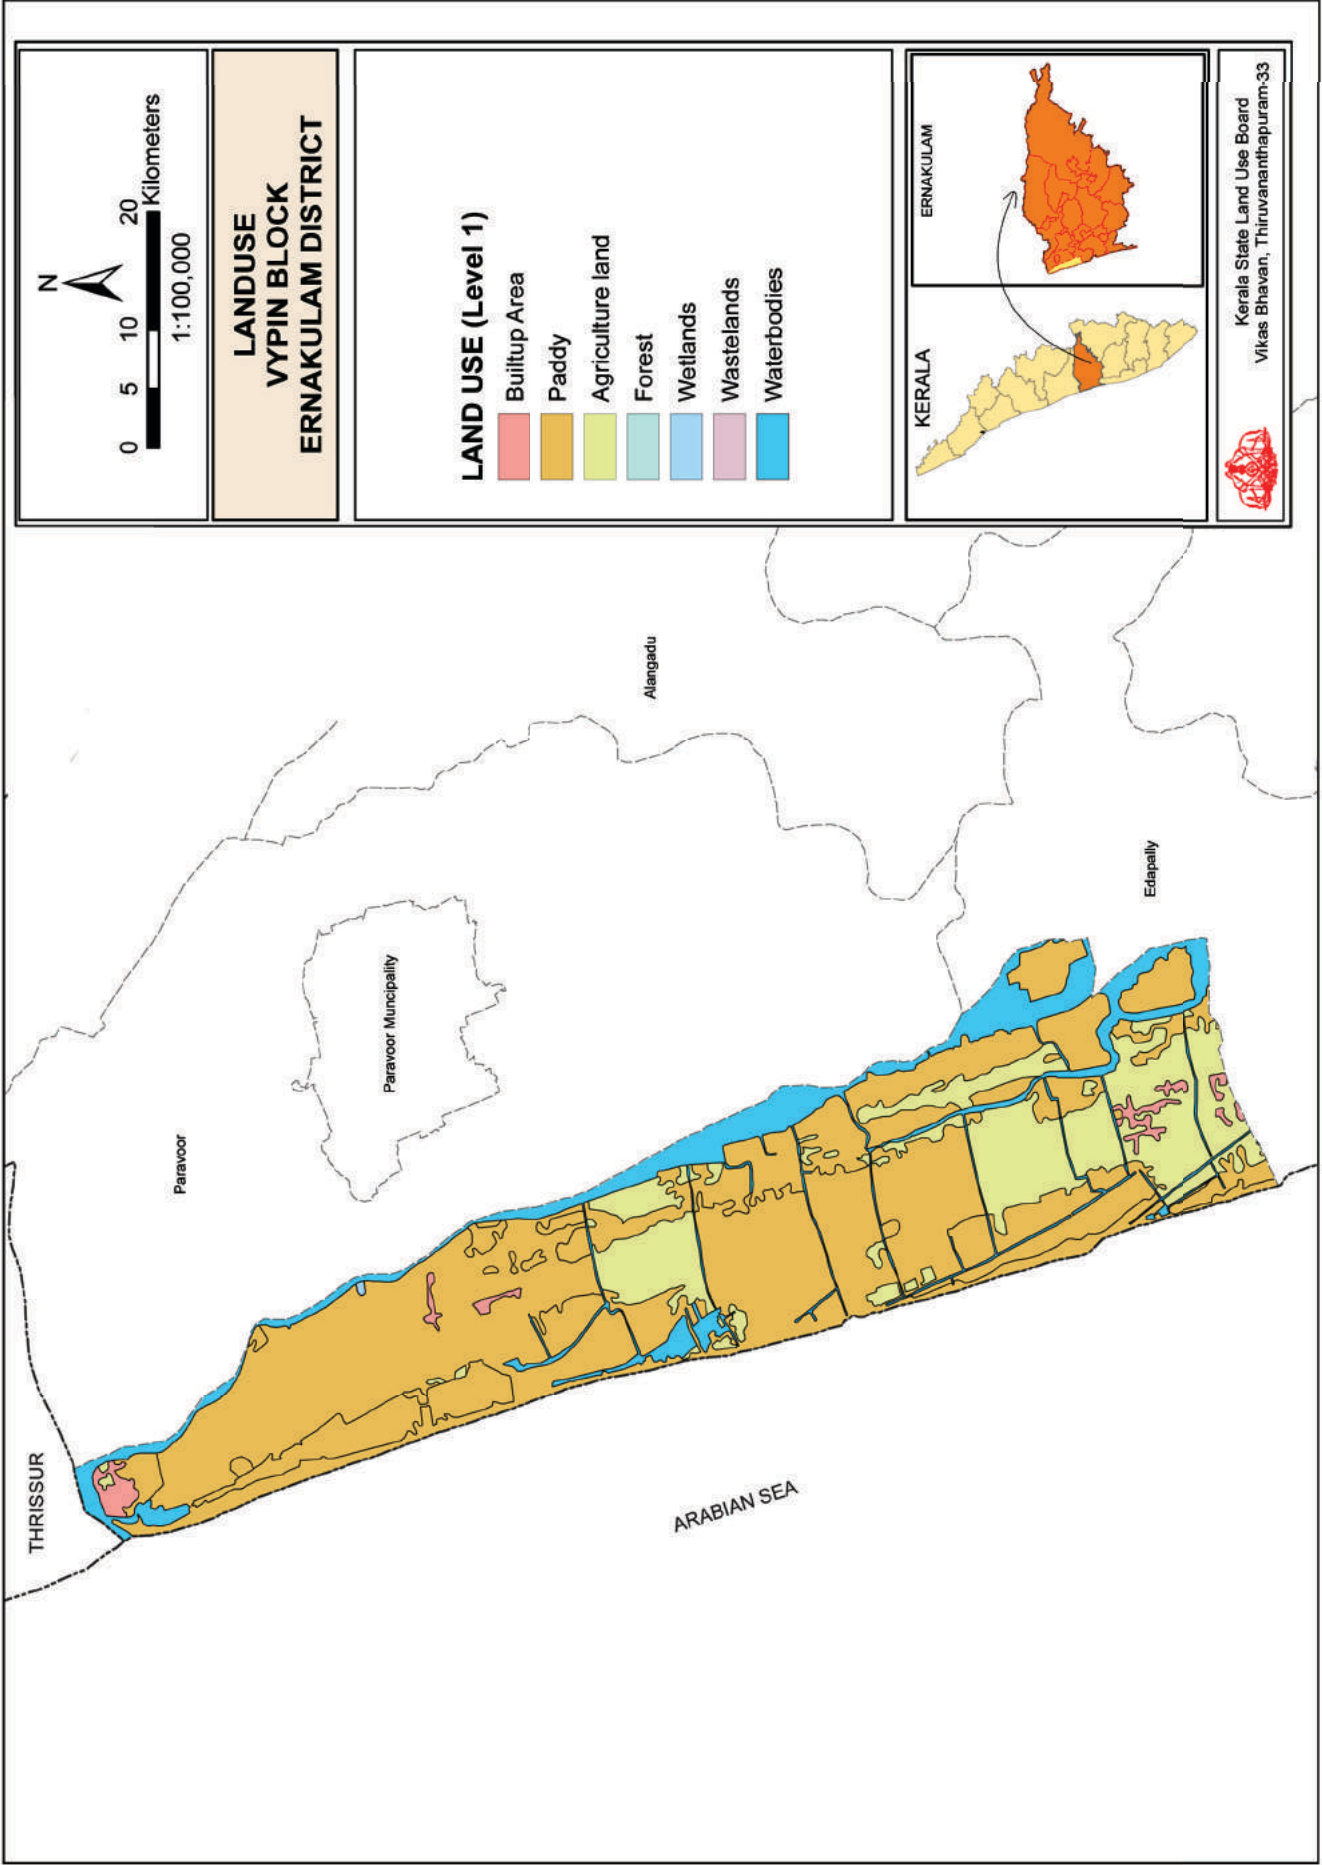 THRISSUR
Paravoor
Paravoor Muncipality
Alangadu
Edapally
ARABIAN SEA
N
0 5 10 20
Kilometers
1:100,000
LANDUSE
VYPIN BLOCK
ERNAKULAM DISTRICT
LAND USE (Level 1)
Builtup Area
Paddy
Agriculture land
Forest
Wetlands
Wastelands
Waterbodies
KERALA
ERNAKULAM
Kerala State Land Use Board
Vikas Bhavan, Thiruvananthapuram-33